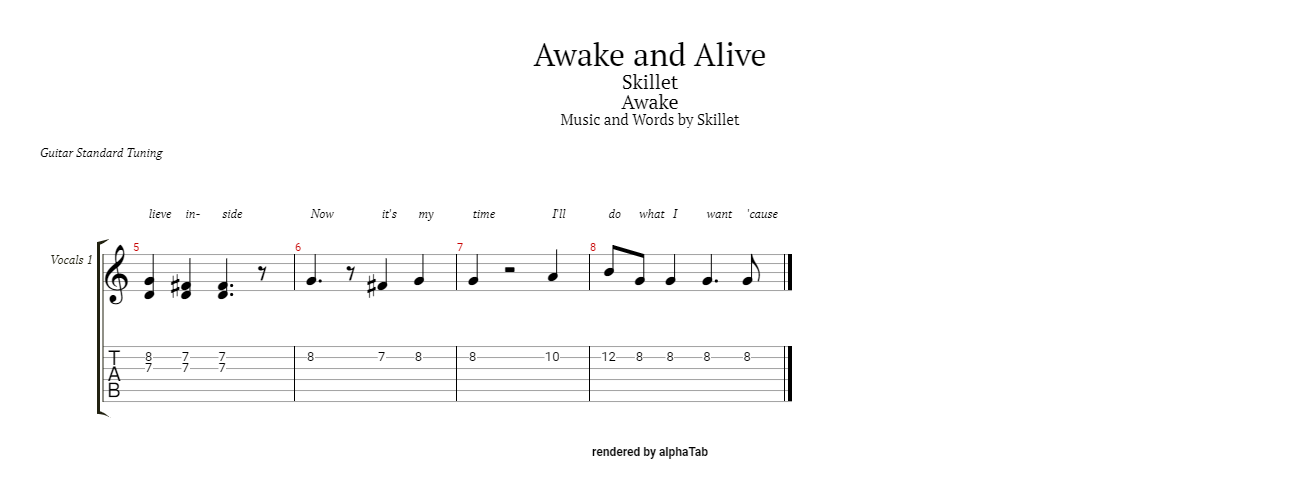 Awake and Alive
Skillet
Awake
Music and Words by Skillet
Guitar Standard Tuning
lieve in- side Now it's my time I'll do what I want 'cause
5 6 7 8
Vocals 1
T 8 7 7 8 7 8 8 10 12 8 8 8 8
A 7 7 7
B
rendered by alphaTab